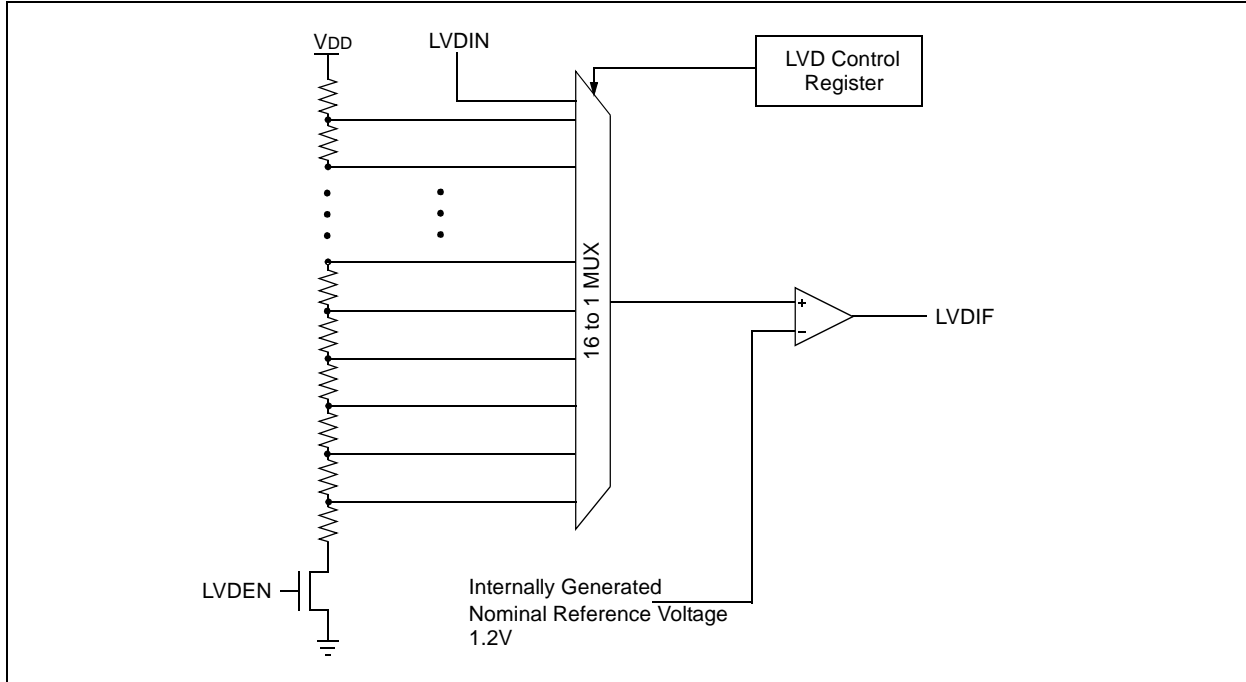 VDD
LVDIN
LVD Control
Register
16 to 1 MUX
+
−
LVDIF
LVDEN
Internally Generated
Nominal Reference Voltage
1.2V